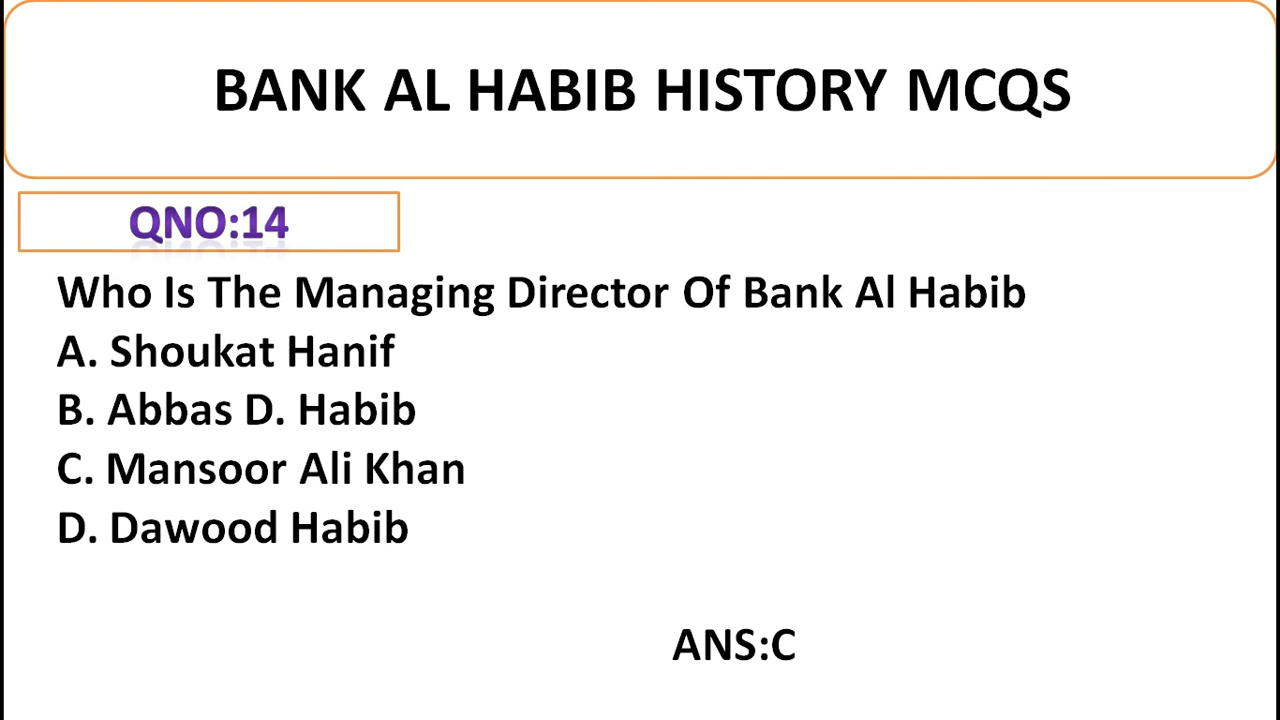 BANK AL HABIB HISTORY MCQS
QNO:14
Who Is The Managing Director Of Bank Al Habib
A. Shoukat Hanif
B. Abbas D. Habib
C. Mansoor Ali Khan
D. Dawood Habib
ANS:C